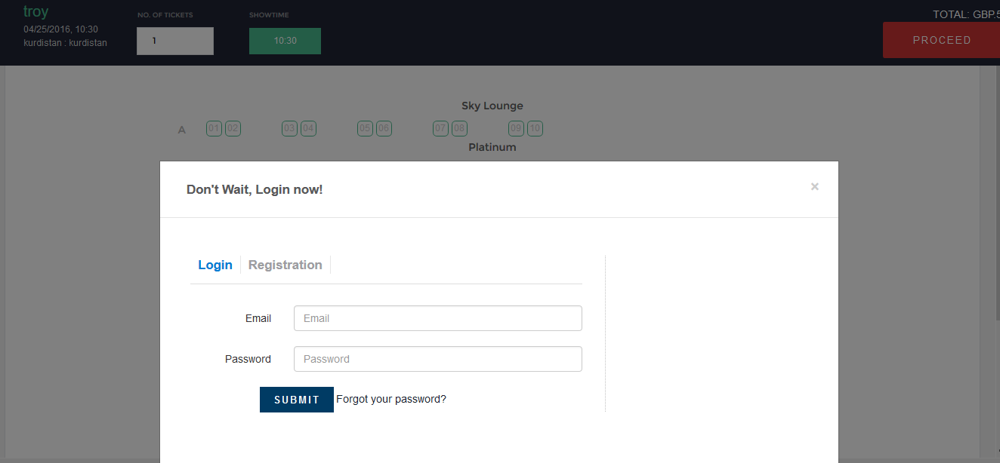 troy
04/25/2016, 10:30
kurdistan : kurdistan
NO. OF TICKETS
1
SHOWTIME
10:30
TOTAL: GBP.5
PROCEED
Sky Lounge
A 01 02 03 04 05 06 07 08 09 10
Platinum
Don't Wait, Login now!
×
Login Registration
Email Email
Password Password
SUBMIT Forgot your password?